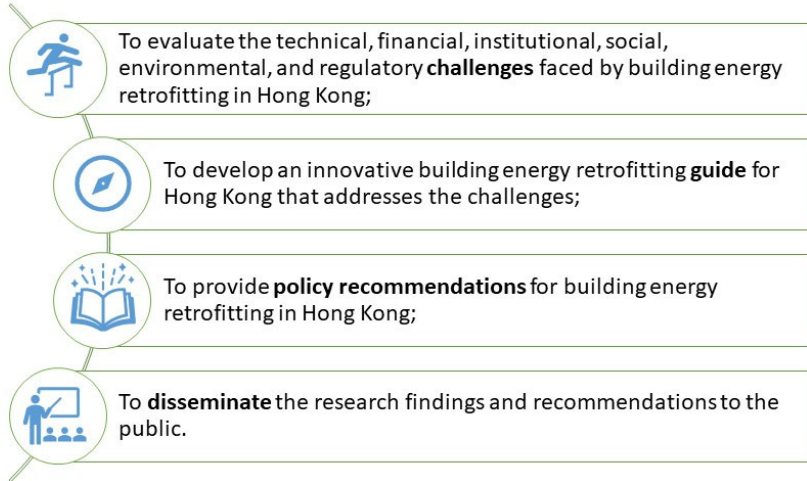 To evaluate the technical, financial, institutional, social,
environmental, and regulatory challenges faced by building energy
retrofitting in Hong Kong;
To develop an innovative building energy retrofitting guide for
Hong Kong that addresses the challenges;
To provide policy recommendations for building energy
retrofitting in Hong Kong;
To disseminate the research findings and recommendations to the
public.